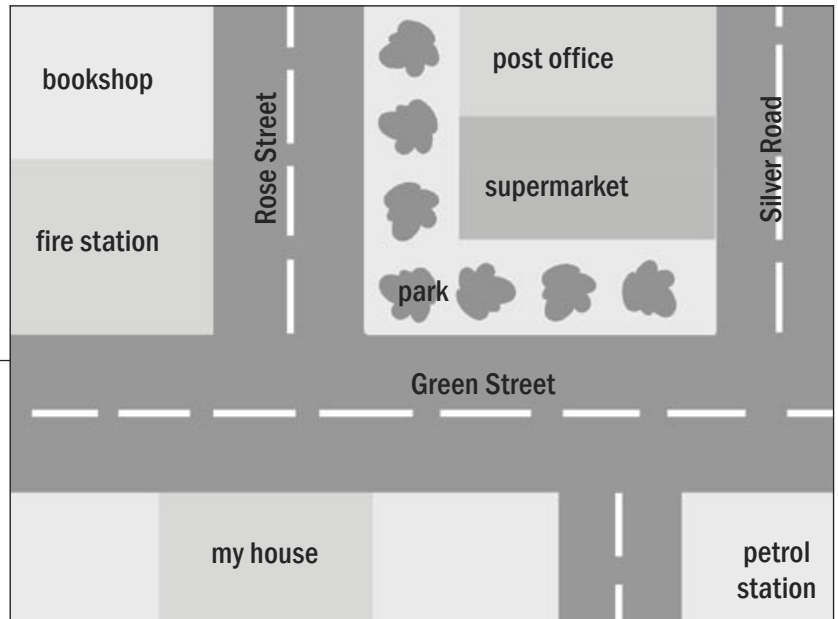 bookshop
Rose Street
post office
Silver Road
supermarket
fire station
park
Green Street
my house
petrol
station